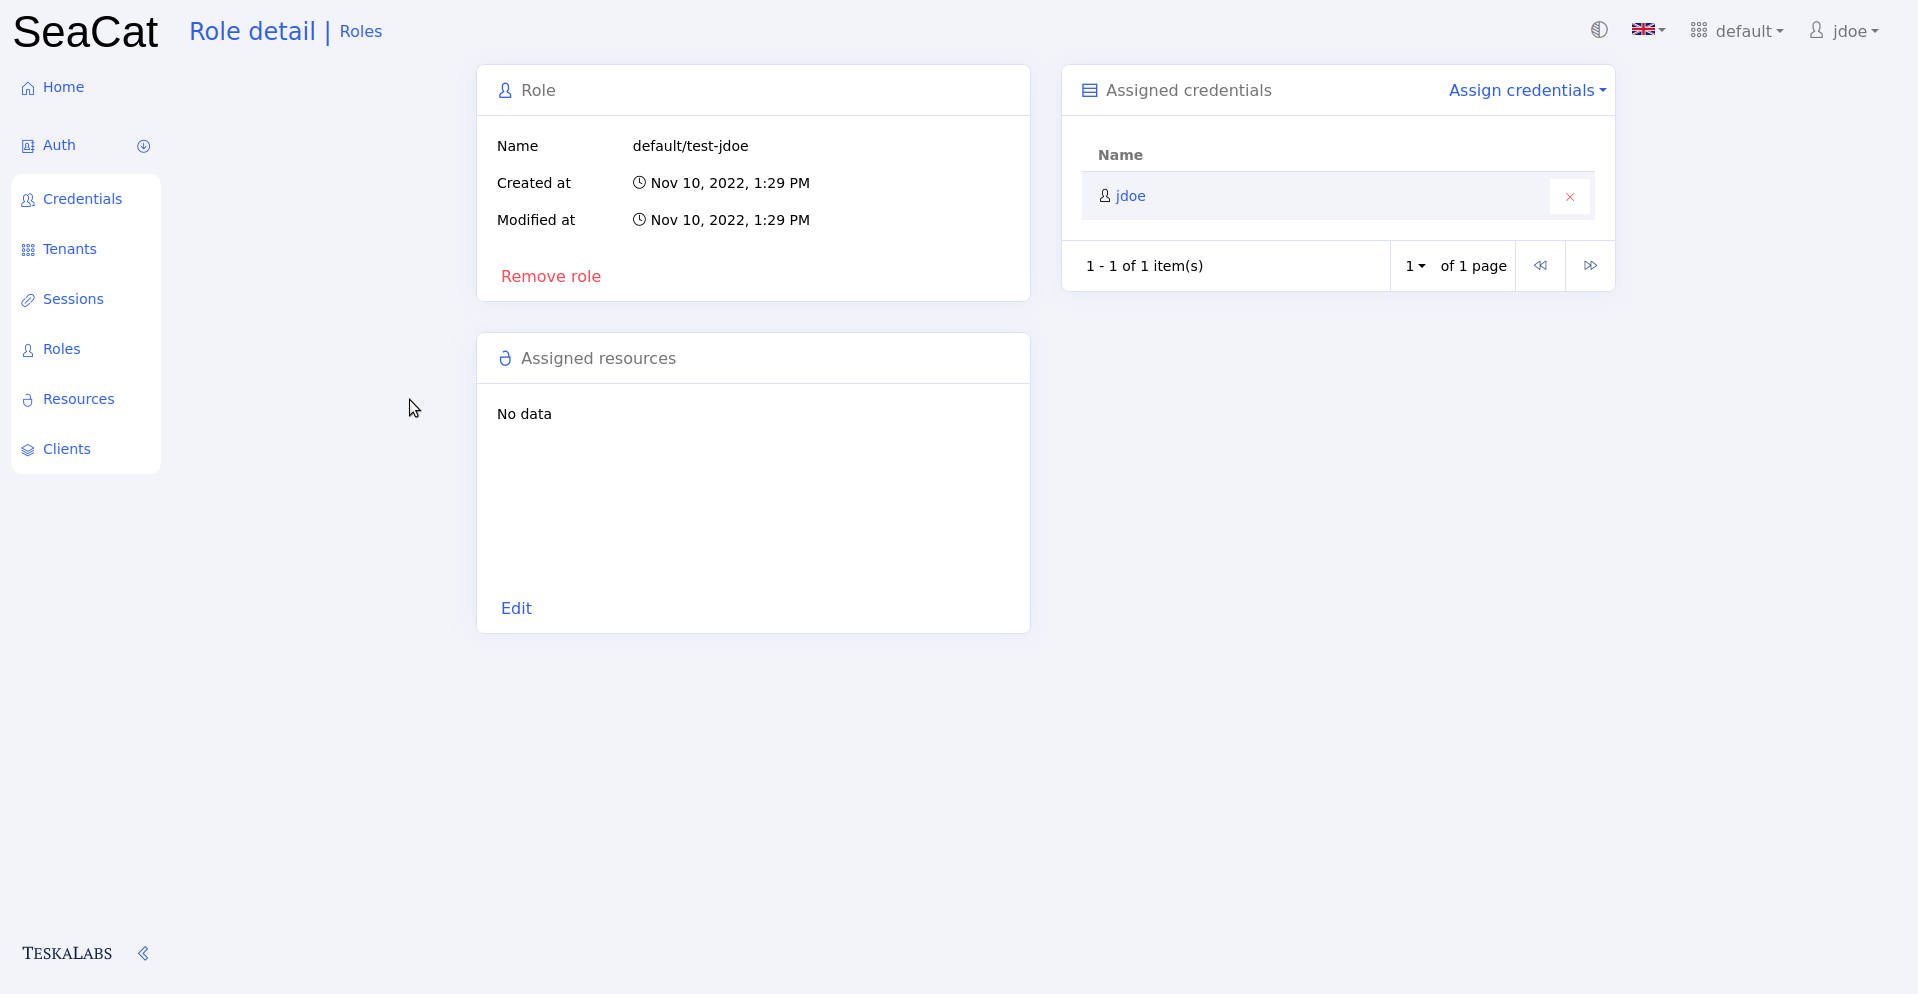 SeaCat
Role detail | Roles
default
jdoe
Home
Auth
Credentials
Tenants
Sessions
Roles
Resources
Clients
Role
Name default/test-jdoe
Created at Nov 10, 2022, 1:29 PM
Modified at Nov 10, 2022, 1:29 PM
Remove role
Assigned credentials Assign credentials
Name
jdoe
1 - 1 of 1 item(s) 1 of 1 page
Assigned resources
No data
Edit
TESKALABS